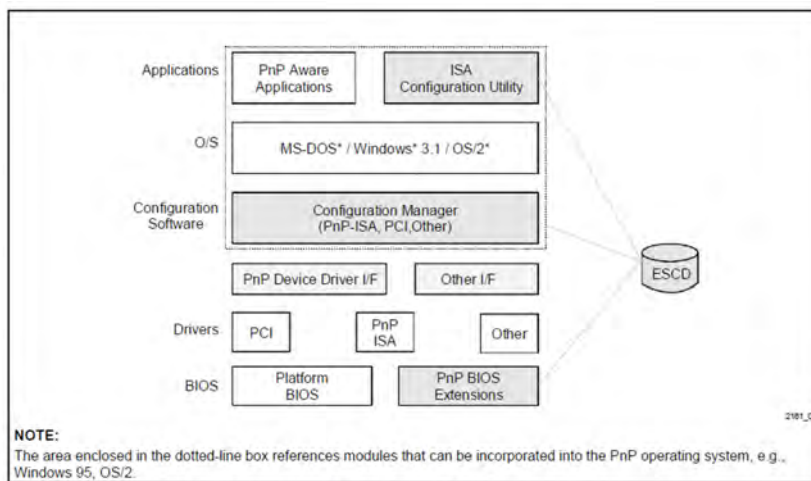 Applications
PnP Aware
Applications
ISA
Configuration Utility
O/S
MS-DOS* / Windows* 3.1 / OS/2*
Configuration
Software
Configuration Manager
(PnP-ISA, PCI,Other)
PnP Device Driver I/F
Other I/F
ESCD
Drivers
PCI
PnP
ISA
Other
BIOS
Platform
BIOS
PnP BIOS
Extensions
2181_0
NOTE:
The area enclosed in the dotted-line box references modules that can be incorporated into the PnP operating system, e.g.,
Windows 95, OS/2.